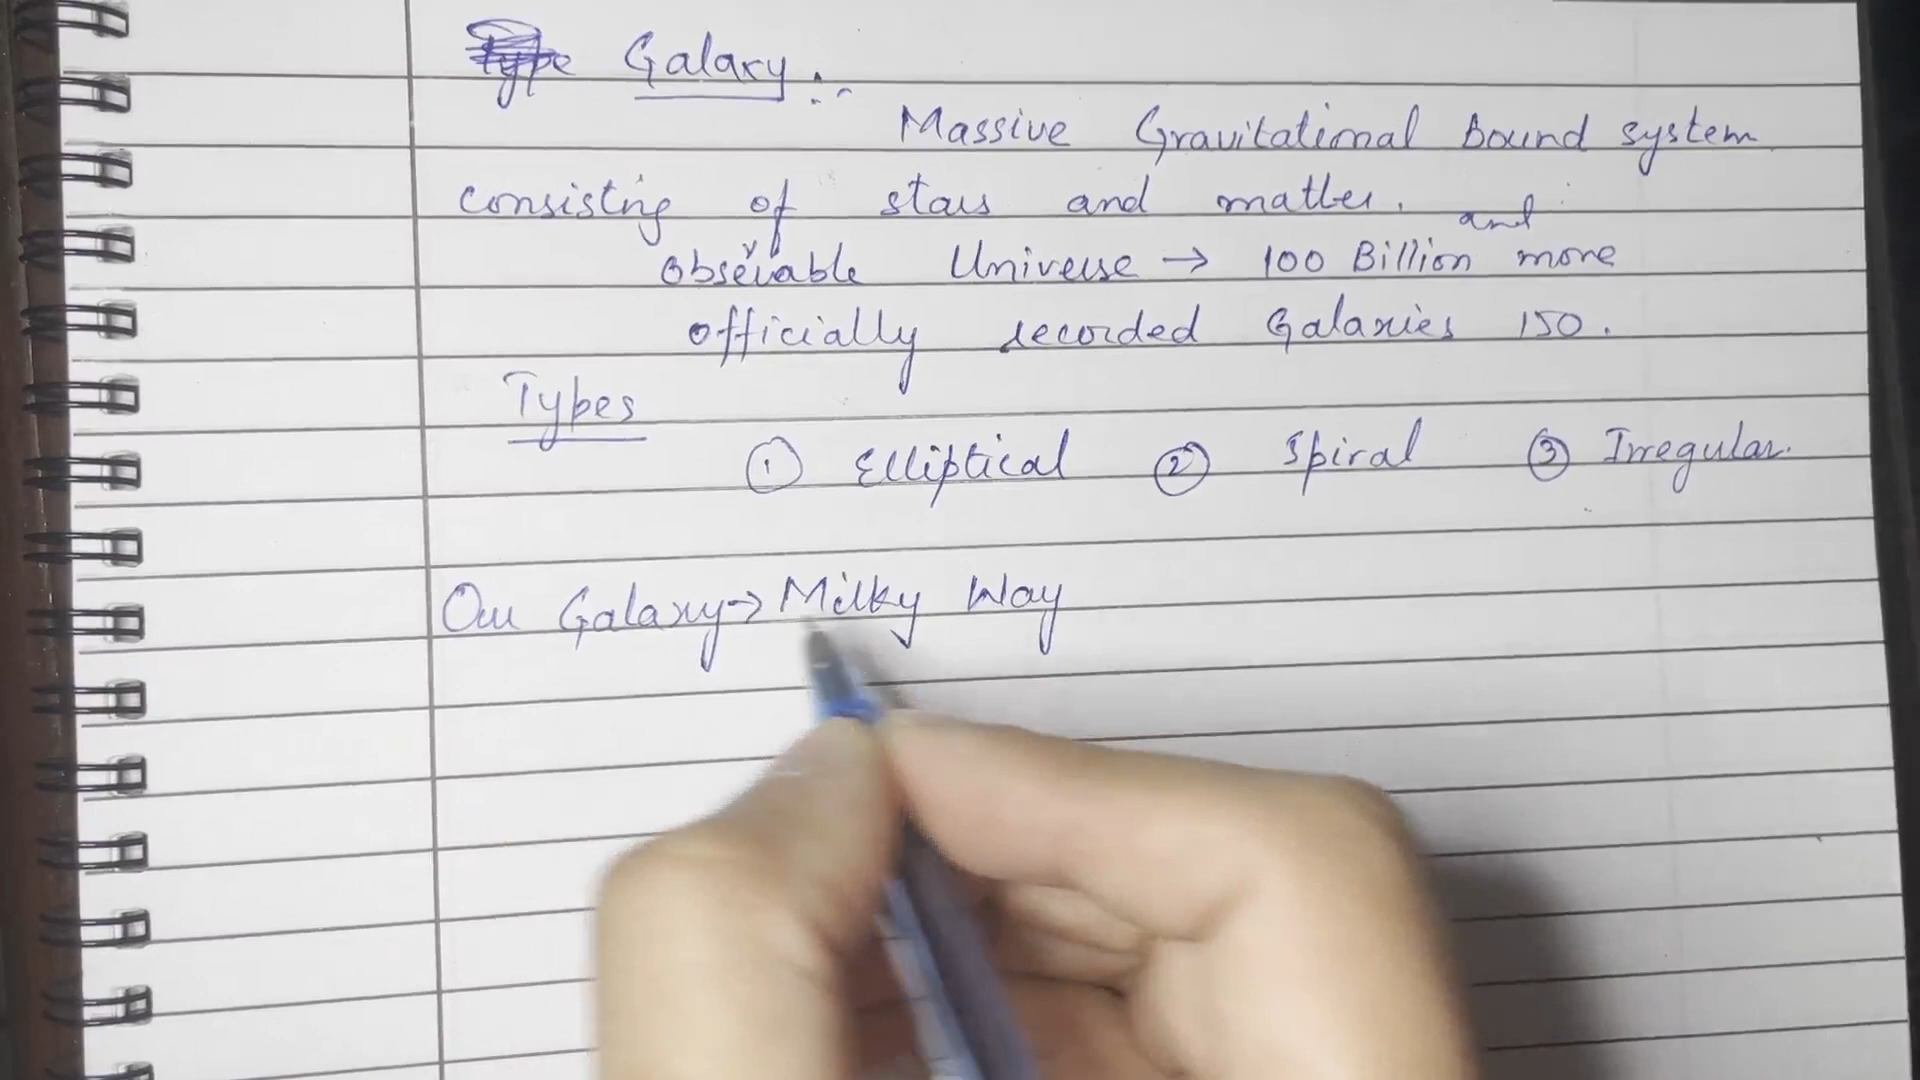 Type Galaxy :-
Massive Gravitational Bound system
consisting of stars and matter. and
Observable Universe → 100 Billion more
officially recorded Galaxies 150.
Types
① Elliptical ② Spiral ③ Irregular.
Our Galaxy → Milky Way